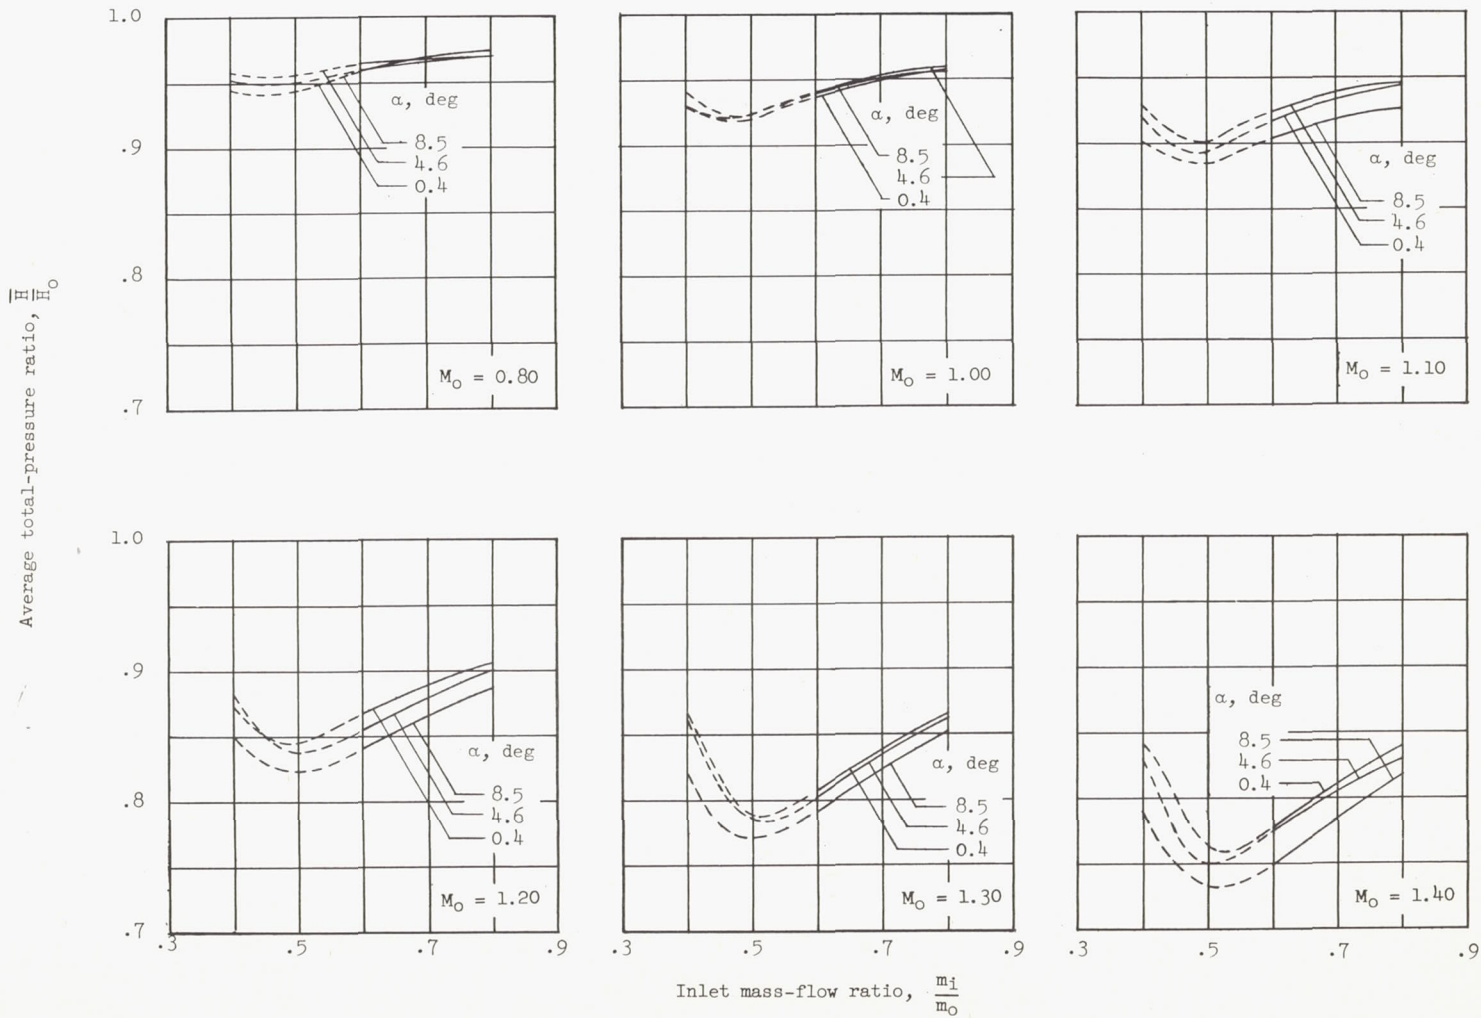 Average total-pressure ratio, H̅/H₀
1.0
.9
.8
.7
α, deg
8.5
4.6
0.4
M₀ = 0.80
α, deg
8.5
4.6
0.4
M₀ = 1.00
α, deg
8.5
4.6
0.4
M₀ = 1.10
1.0
.9
.8
.7
α, deg
8.5
4.6
0.4
M₀ = 1.20
.3 .5 .7 .9
α, deg
8.5
4.6
0.4
M₀ = 1.30
.3 .5 .7 .9
α, deg
8.5
4.6
0.4
M₀ = 1.40
.3 .5 .7 .9
Inlet mass-flow ratio, mᵢ/m₀